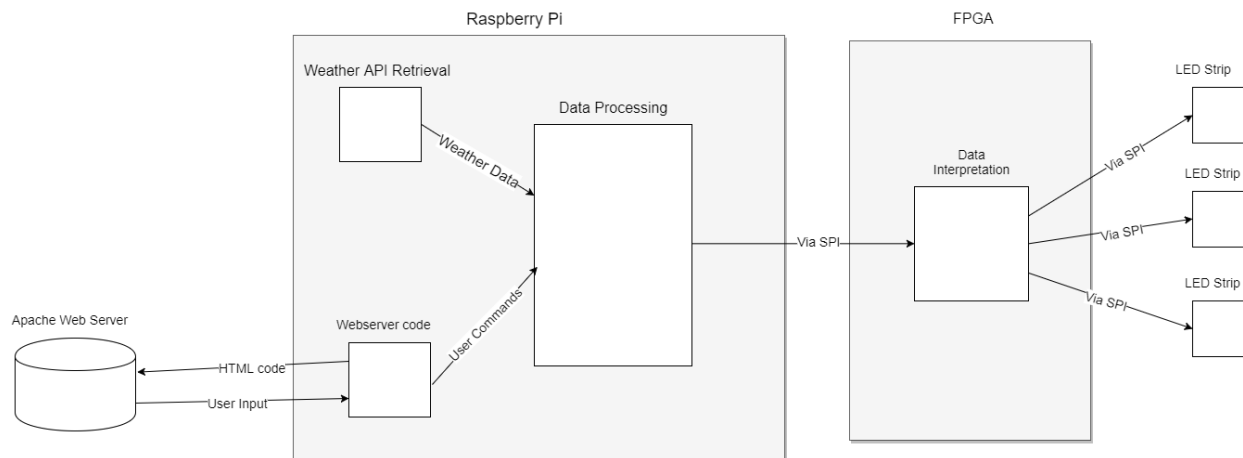 Raspberry Pi
FPGA
Weather API Retrieval
LED Strip
Data Processing
Weather Data
Data
Interpretation
Via SPI
LED Strip
Via SPI
Via SPI
LED Strip
Via SPI
Apache Web Server
Webserver code
User Commands
HTML code
User Input